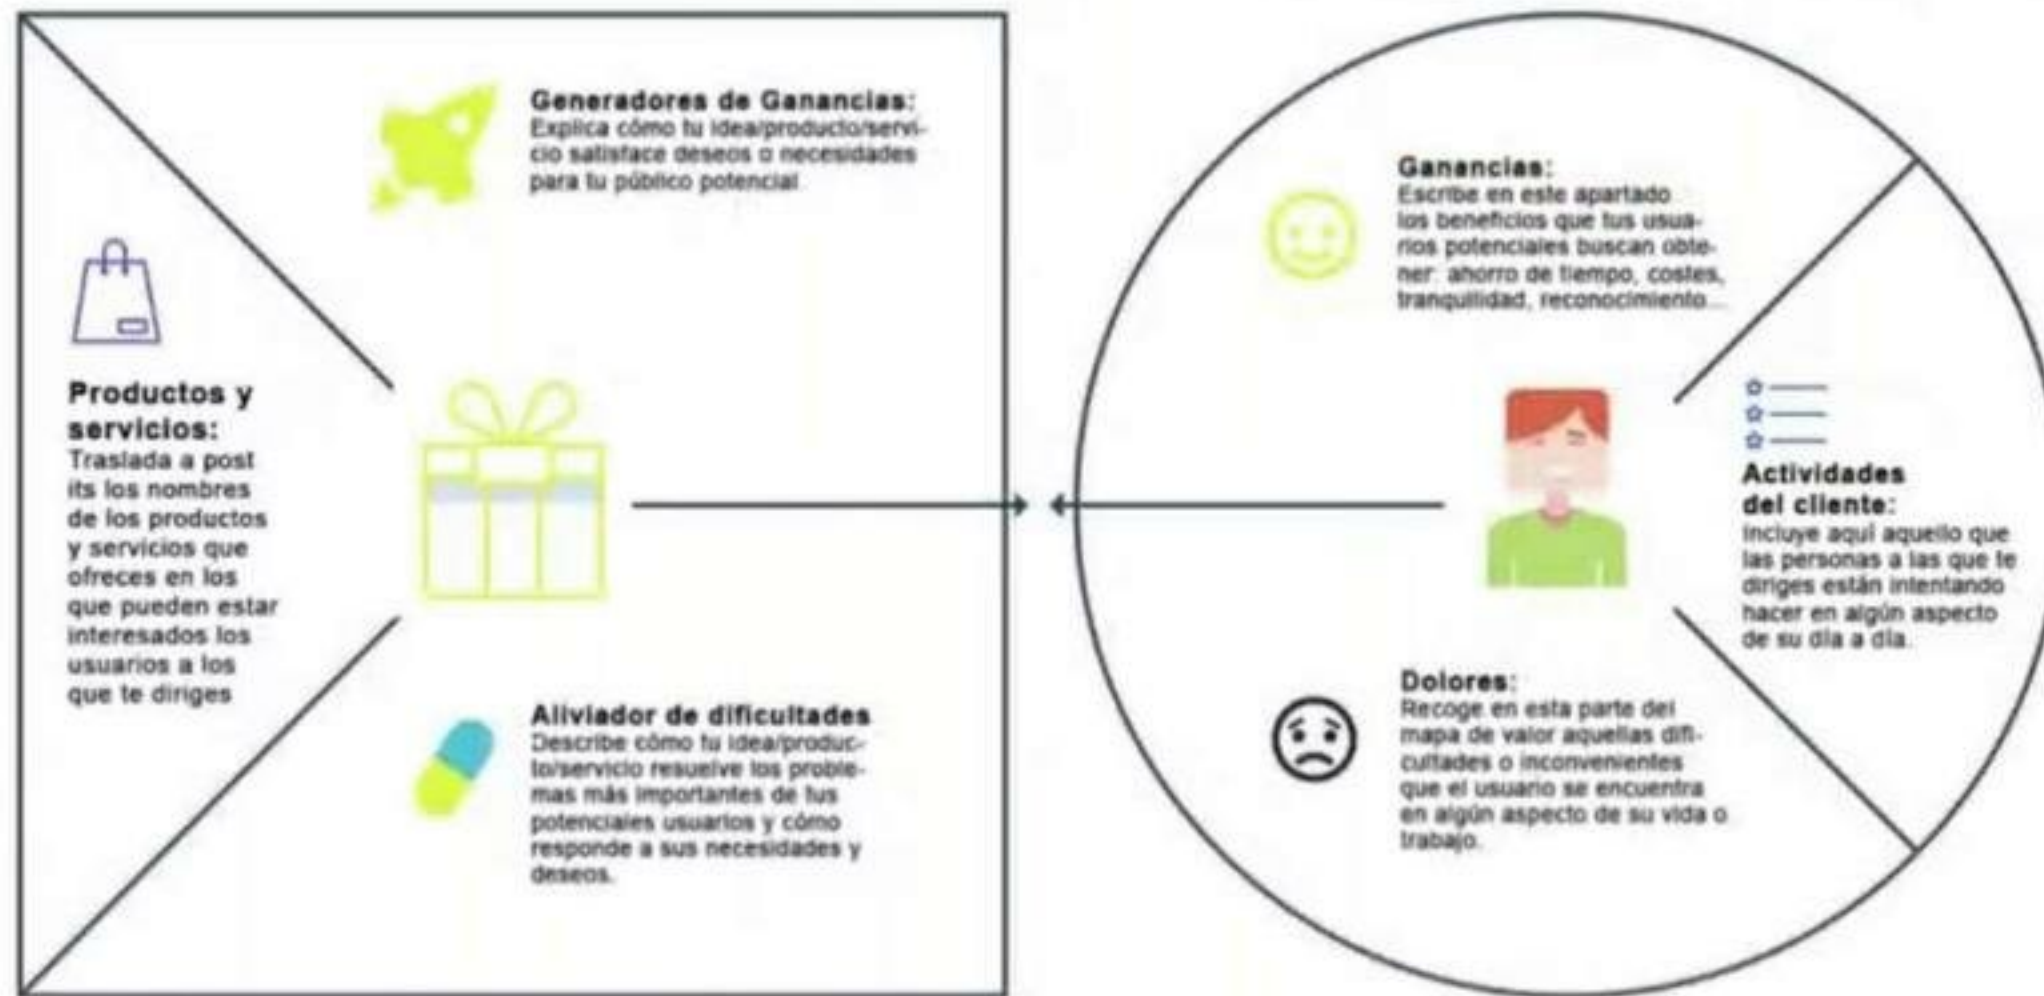 Generadores de Ganancias:
Explica cómo tu idea/producto/servi-
cio satisface deseos o necesidades
para tu público potencial
Productos y
servicios:
Traslada a post
its los nombres
de los productos
y servicios que
ofreces en los
que pueden estar
interesados los
usuarios a los
que te diriges
Aliviador de dificultades
Describe cómo tu idea/produc-
to/servicio resuelve los proble-
mas más importantes de tus
potenciales usuarios y cómo
responde a sus necesidades y
deseos.
Ganancias:
Escribe en este apartado
los beneficios que tus usua-
rios potenciales buscan obte-
ner: ahorro de tiempo, costes,
tranquilidad, reconocimiento...
Actividades
del cliente:
Incluye aquí aquello que
las personas a las que te
diriges están intentando
hacer en algún aspecto
de su día a día.
Dolores:
Recoge en esta parte del
mapa de valor aquellas difi-
cultades o inconvenientes
que el usuario se encuentra
en algún aspecto de su vida o
trabajo.